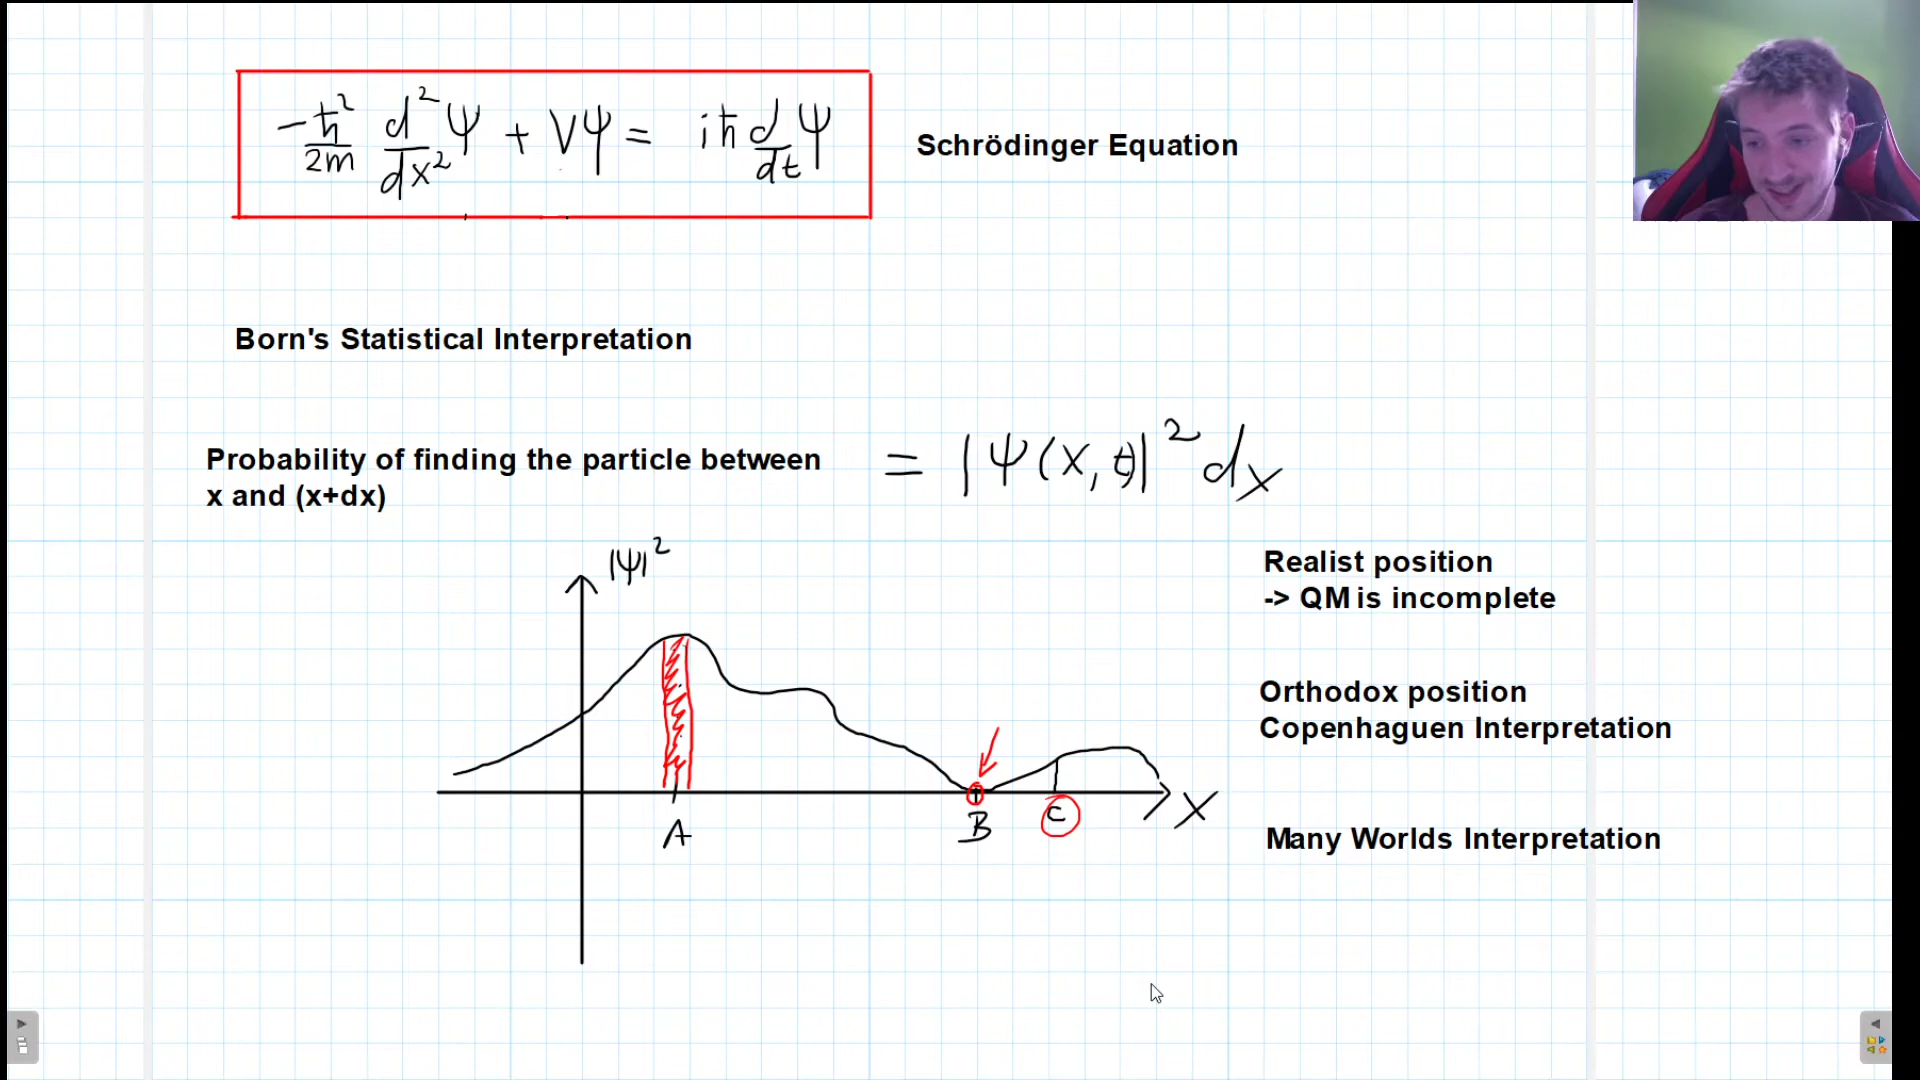 -ħ²/2m d²/dx² Ψ + VΨ = iħ d/dt Ψ
Schrödinger Equation
Born's Statistical Interpretation
Probability of finding the particle between
x and (x+dx)
= |Ψ(x,t)|² dx
|Ψ|²
Realist position
-> QM is incomplete
Orthodox position
Copenhaguen Interpretation
A
B
C
X
Many Worlds Interpretation